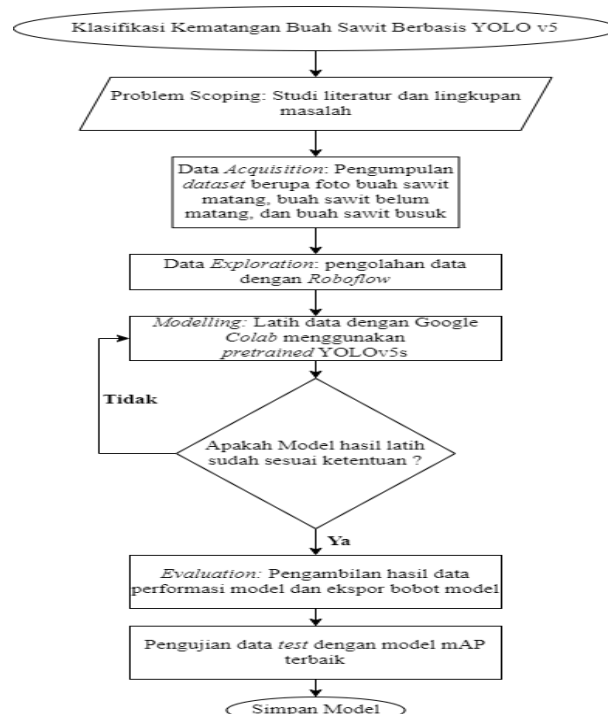 Klasifikasi Kematangan Buah Sawit Berbasis YOLO v5
Problem Scoping: Studi literatur dan lingkupan
masalah
Data Acquisition: Pengumpulan
dataset berupa foto buah sawit
matang, buah sawit belum
matang, dan buah sawit busuk
Data Exploration: pengolahan data
dengan Roboflow
Modelling: Latih data dengan Google
Colab menggunakan
pretrained YOLOv5s
Tidak
Apakah Model hasil latih
sudah sesuai ketentuan ?
Ya
Evaluation: Pengambilan hasil data
performasi model dan ekspor bobot model
Pengujian data test dengan model mAP
terbaik
Simpan Model